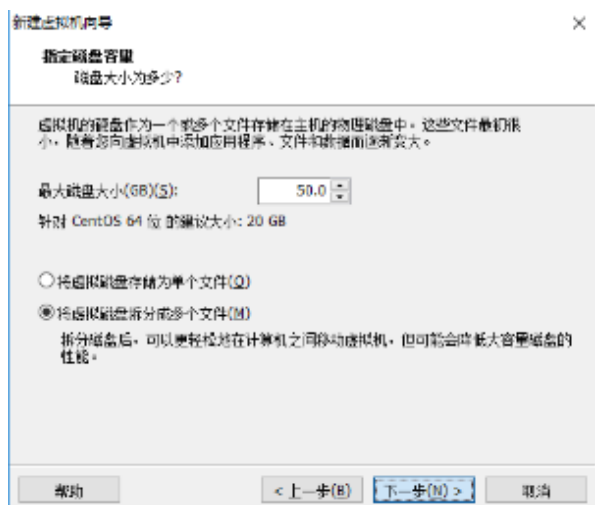 新建虚拟机向导
指定磁盘容量
磁盘大小为多少?
虚拟机的硬盘作为一个或多个文件存储在主机的物理磁盘中。这些文件最初很
小，随着您向虚拟机中添加应用程序、文件和数据而逐渐变大。
最大磁盘大小(GB)(S): 50.0
针对 CentOS 64 位 的建议大小: 20 GB
将虚拟磁盘存储为单个文件(O)
将虚拟磁盘拆分成多个文件(M)
拆分磁盘后，可以更轻松地在计算机之间移动虚拟机，但可能会降低大容量磁盘的
性能。
帮助 < 上一步(B) 下一步(N) > 取消